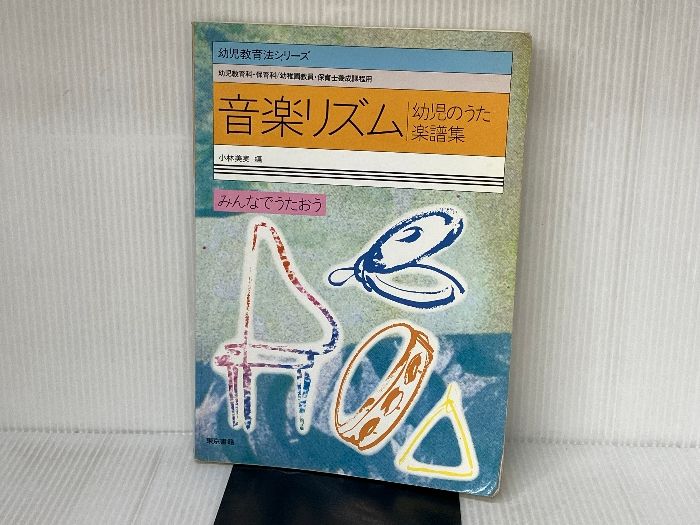 幼児教育法シリーズ
幼児教育科・保育科/幼稚園教員・保育士養成課程用
音楽リズム
幼児のうた
楽譜集
小林美実 編
みんなでうたおう
東京書籍